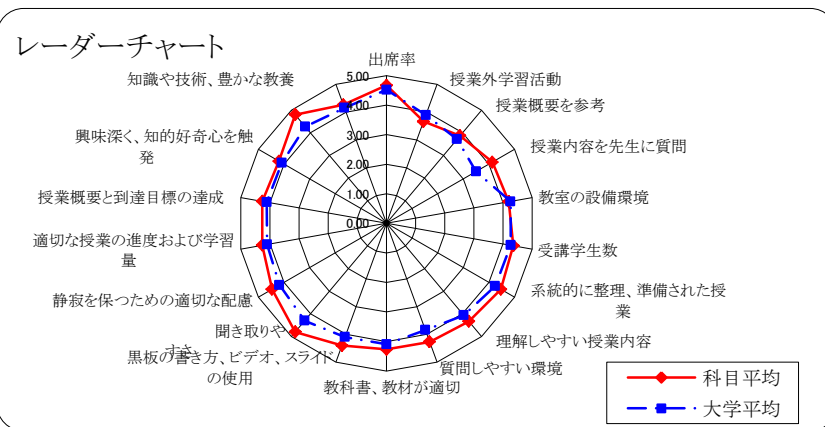 レーダーチャート
出席率
授業外学習活動
授業概要を参考
授業内容を先生に質問
教室の設備環境
受講学生数
系統的に整理、準備された授
業
理解しやすい授業内容
質問しやすい環境
教科書、教材が適切
黒板の書き方、ビデオ、スライド
の使用
聞き取りや
すさ
静寂を保つための適切な配慮
適切な授業の進度および学習
量
授業概要と到達目標の達成
興味深く、知的好奇心を触
発
知識や技術、豊かな教養
5.00
4.00
3.00
2.00
1.00
0.00
科目平均
大学平均